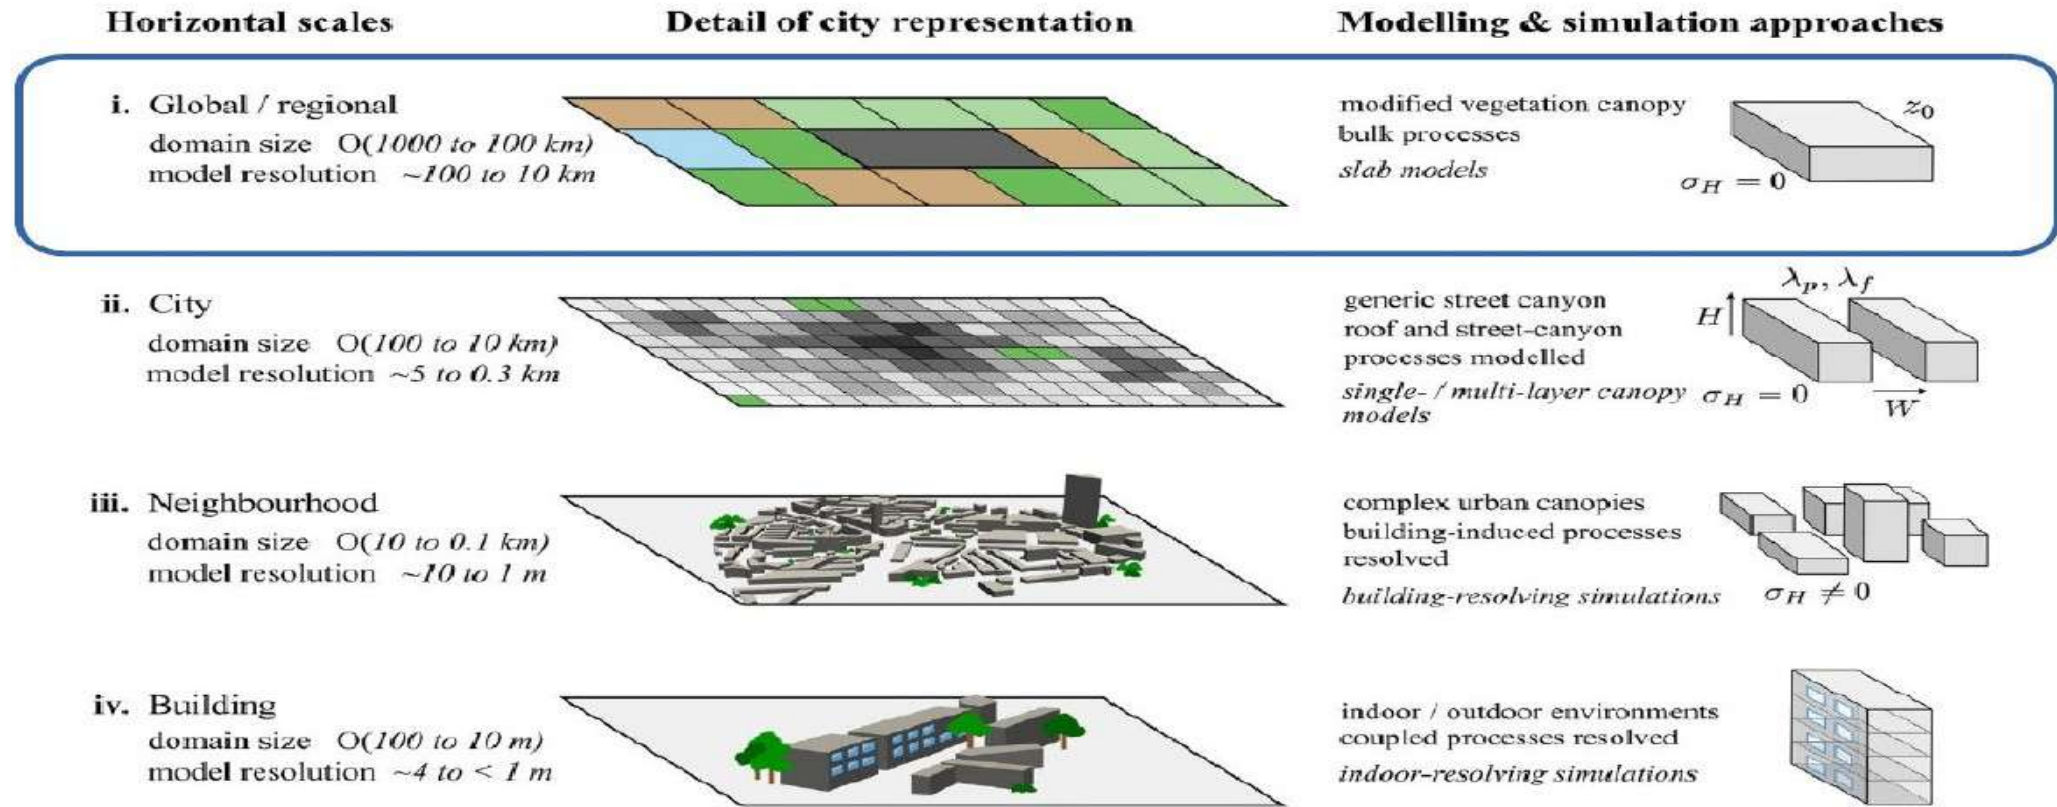 Horizontal scales
Detail of city representation
Modelling & simulation approaches
i. Global / regional
domain size O(1000 to 100 km)
model resolution ~100 to 10 km
modified vegetation canopy
bulk processes
slab models
z₀
σ_H = 0
ii. City
domain size O(100 to 10 km)
model resolution ~5 to 0.3 km
generic street canyon
roof and street-canyon
processes modelled
single- / multi-layer canopy
models
λ_p, λ_f
H
σ_H = 0
W
iii. Neighbourhood
domain size O(10 to 0.1 km)
model resolution ~10 to 1 m
complex urban canopies
building-induced processes
resolved
building-resolving simulations
σ_H ≠ 0
iv. Building
domain size O(100 to 10 m)
model resolution ~4 to < 1 m
indoor / outdoor environments
coupled processes resolved
indoor-resolving simulations